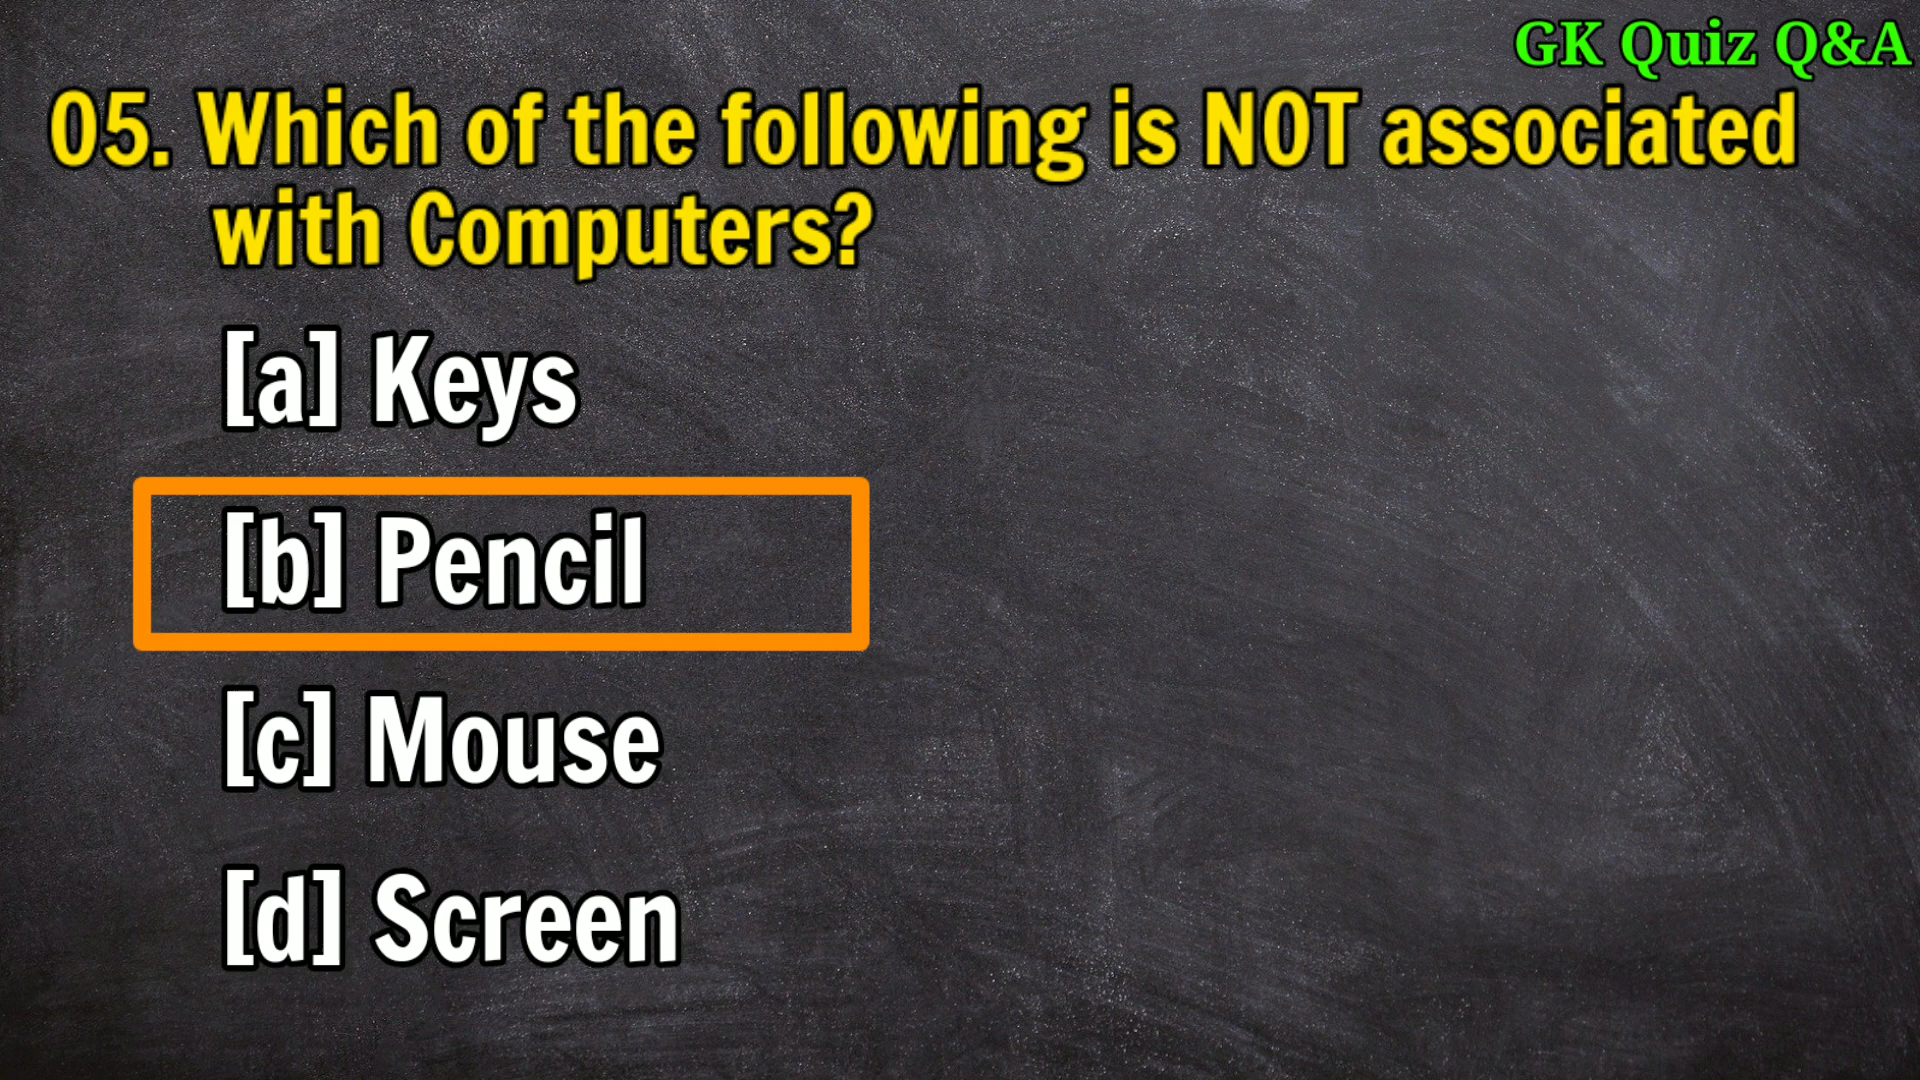 GK Quiz Q&A
05. Which of the following is NOT associated
with Computers?
[a] Keys
[b] Pencil
[c] Mouse
[d] Screen